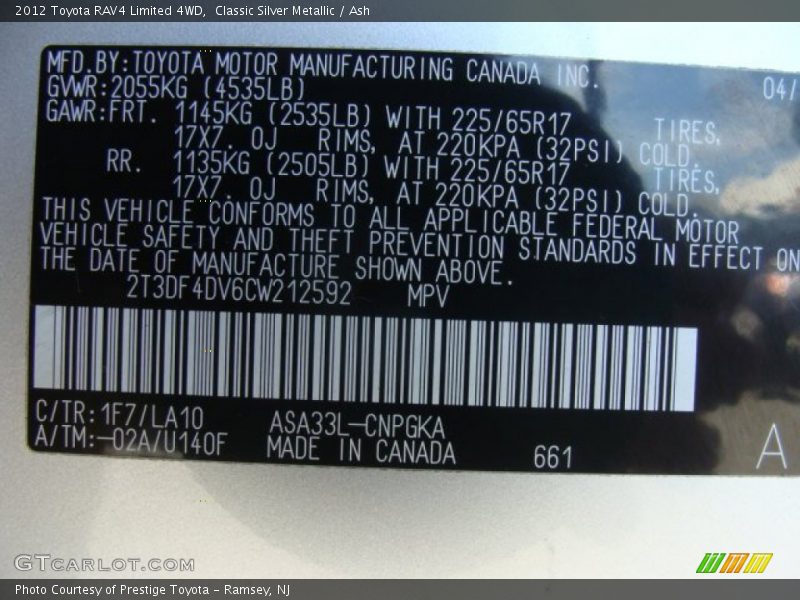 2012 Toyota RAV4 Limited 4WD,  Classic Silver Metallic / Ash
MFD.BY:TOYOTA MOTOR MANUFACTURING CANADA INC.
04/
GVWR:2055KG (4535LB)
GAWR:FRT. 1145KG (2535LB) WITH 225/65R17 TIRES,
17X7.0J RIMS, AT 220KPA (32PSI) COLD.
RR. 1135KG (2505LB) WITH 225/65R17 TIRES,
17X7.0J RIMS, AT 220KPA (32PSI) COLD.
THIS VEHICLE CONFORMS TO ALL APPLICABLE FEDERAL MOTOR
VEHICLE SAFETY AND THEFT PREVENTION STANDARDS IN EFFECT ON
THE DATE OF MANUFACTURE SHOWN ABOVE.
2T3DF4DV6CW212592 MPV
C/TR:1F7/LA10 ASA33L-CNPGKA
A/TM:-02A/U140F MADE IN CANADA 661
A
GTCARLOT.COM
Photo Courtesy of Prestige Toyota - Ramsey, NJ